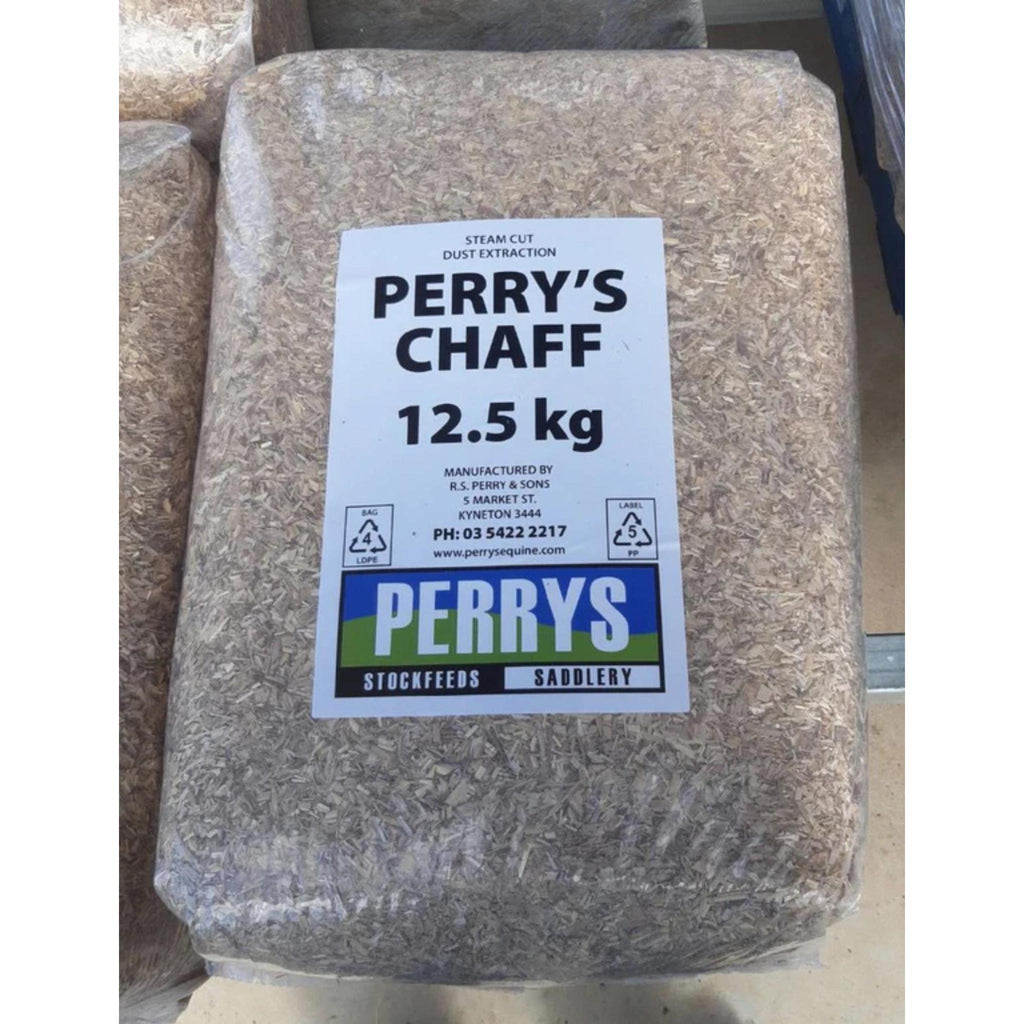 STEAM CUT
DUST EXTRACTION
PERRY'S
CHAFF
12.5 kg
MANUFACTURED BY
R.S. PERRY & SONS
5 MARKET ST.
KYNETON 3444
PH: 03 5422 2217
www.perrysequine.com
BAG
4
LDPE
LABEL
5
PP
PERRYS
STOCKFEEDS SADDLERY